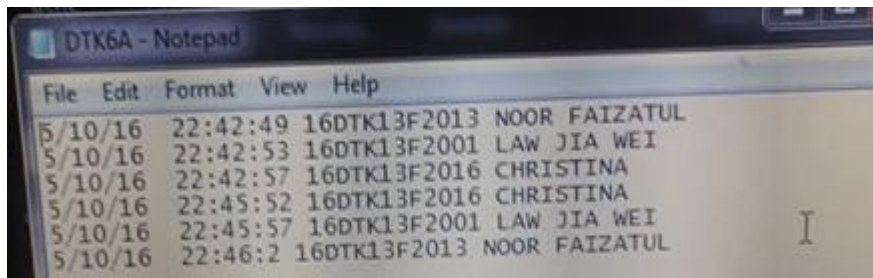 DTK6A - Notepad
File Edit Format View Help
5/10/16 22:42:49 16DTK13F2013 NOOR FAIZATUL
5/10/16 22:42:53 16DTK13F2001 LAW JIA WEI
5/10/16 22:42:57 16DTK13F2016 CHRISTINA
5/10/16 22:45:52 16DTK13F2016 CHRISTINA
5/10/16 22:45:57 16DTK13F2001 LAW JIA WEI
5/10/16 22:46:2 16DTK13F2013 NOOR FAIZATUL